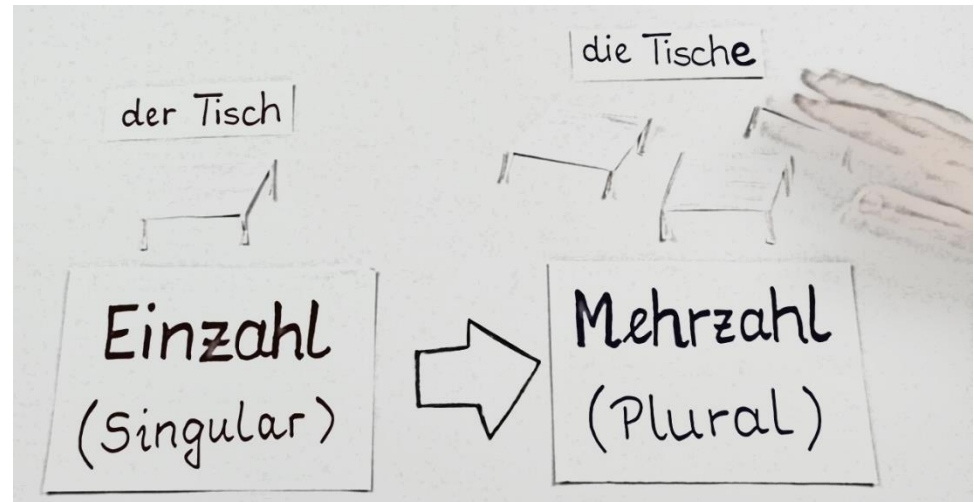 der Tisch
die Tische
Einzahl
(Singular)
Mehrzahl
(Plural)